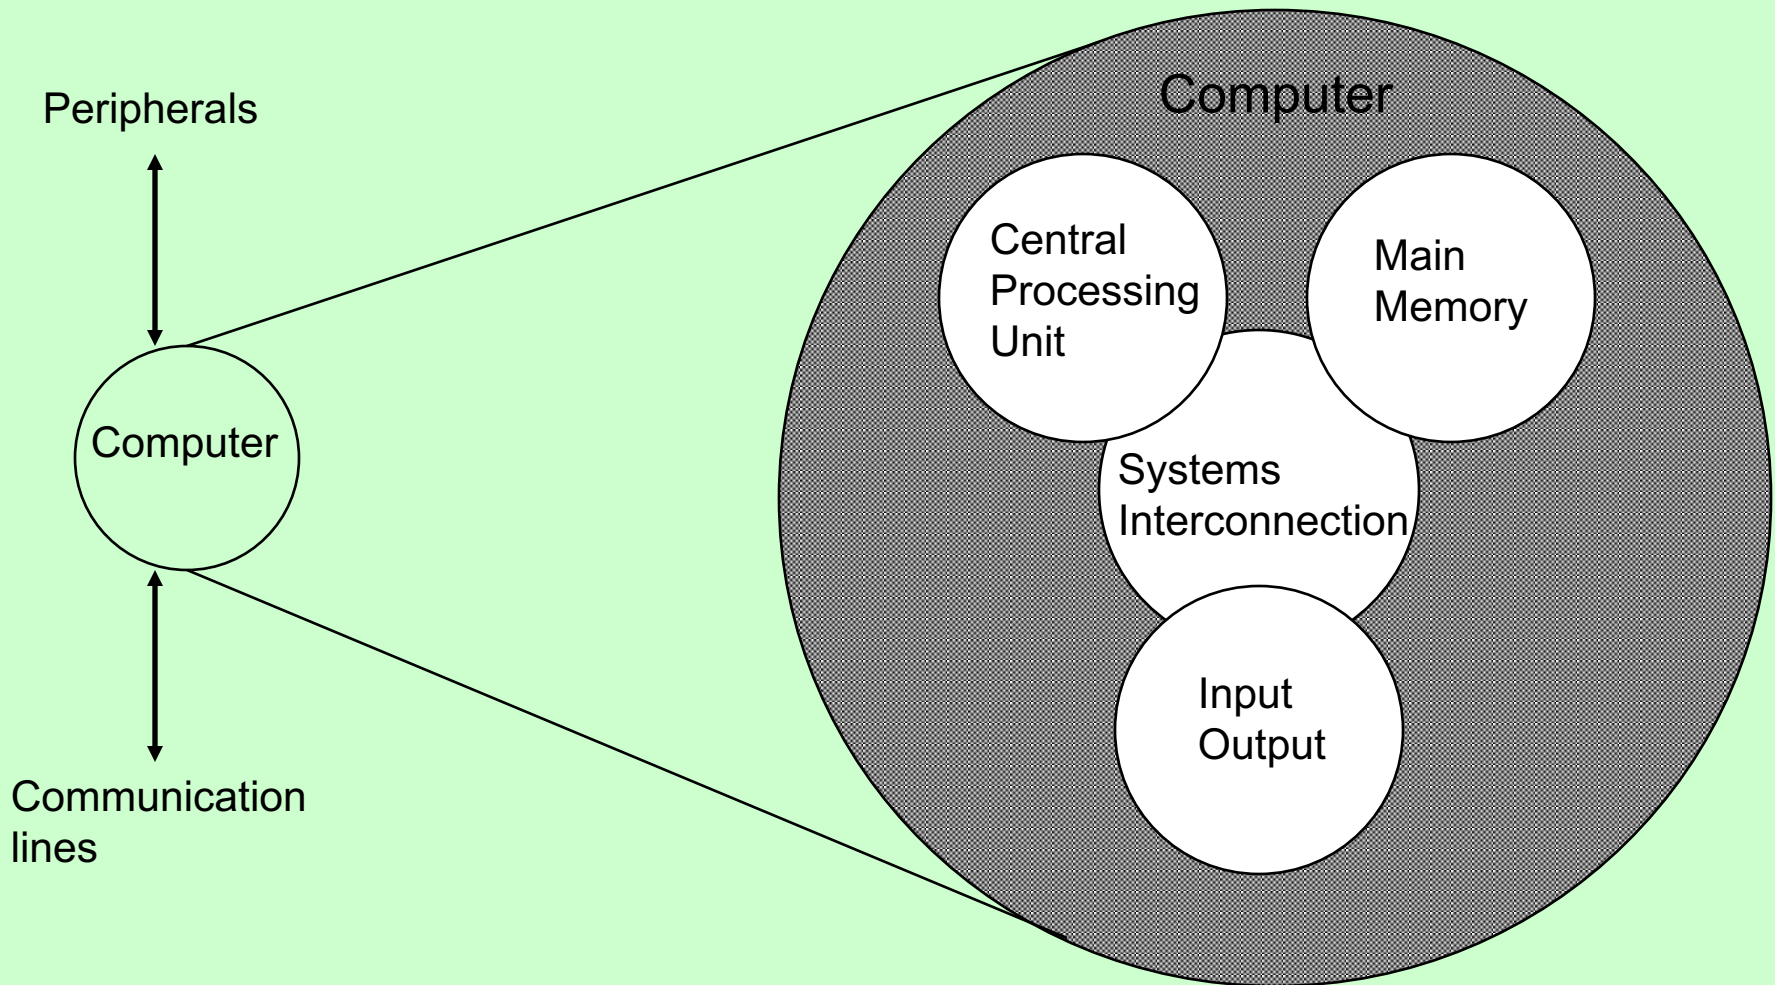 Peripherals
Computer
Communication
lines
Computer
Central
Processing
Unit
Main
Memory
Systems
Interconnection
Input
Output